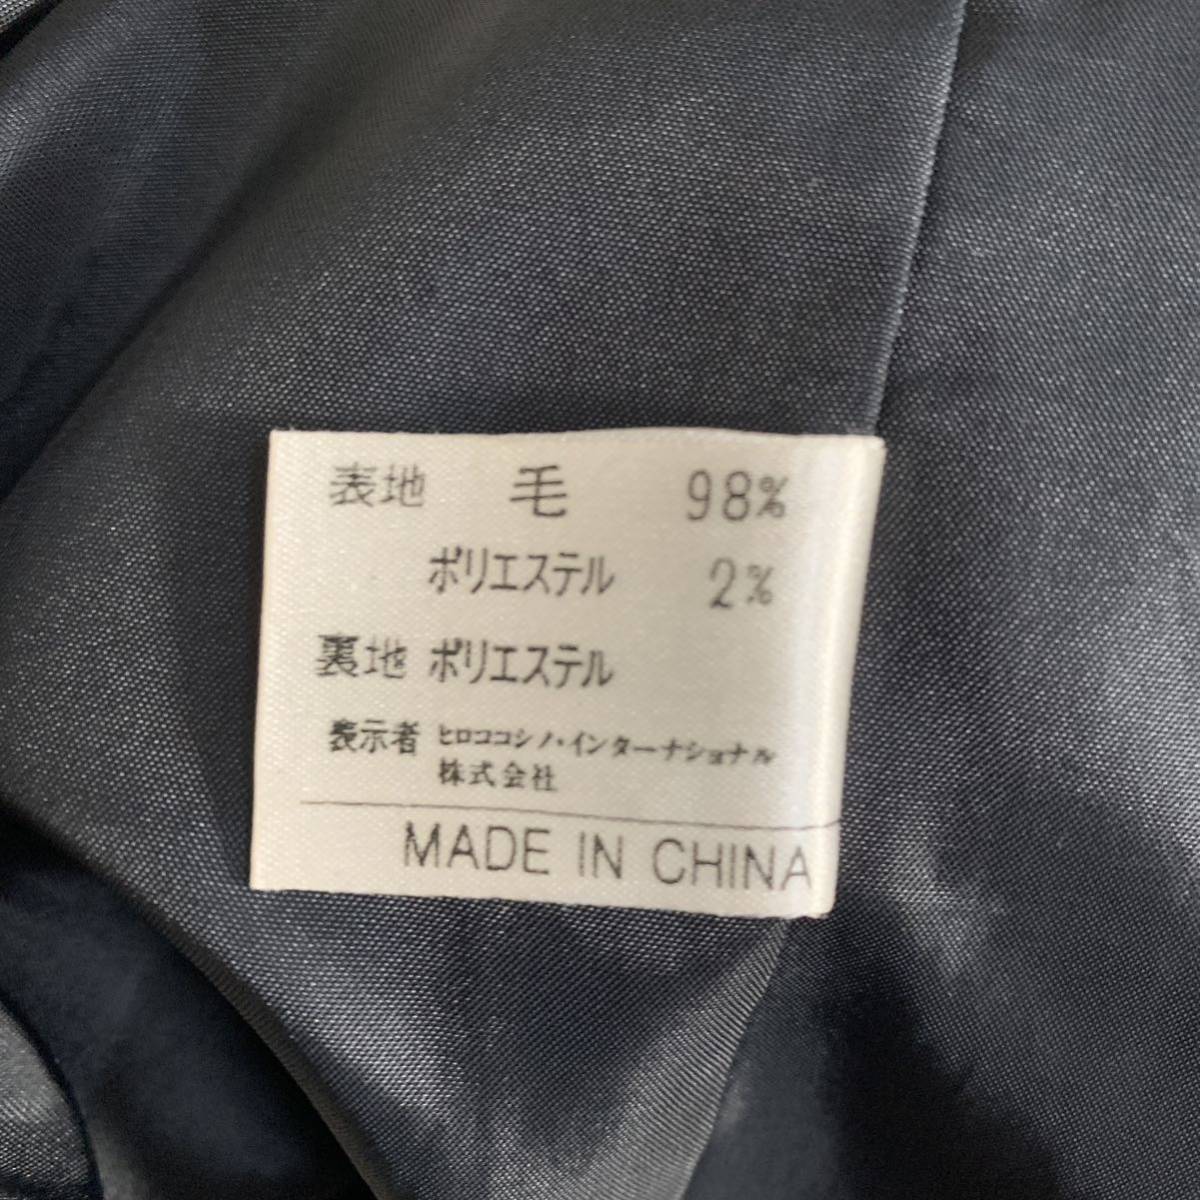 表地 毛 98%
ポリエステル 2%
裏地 ポリエステル
表示者 ヒロココシノ・インターナショナル
株式会社
MADE IN CHINA